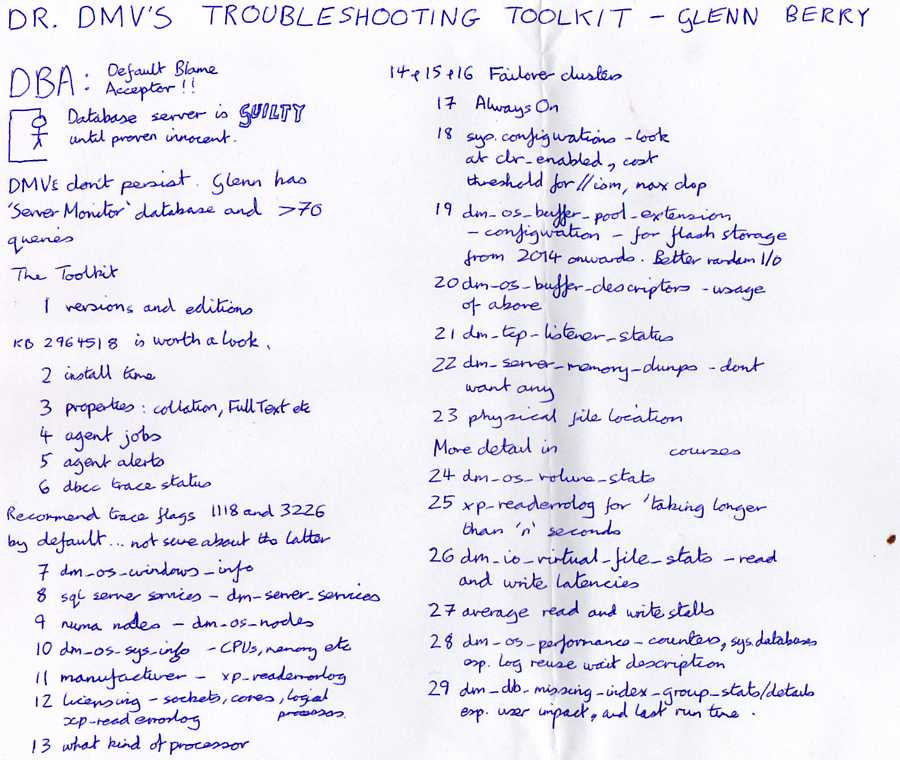 DR. DMV'S TROUBLESHOOTING TOOLKIT - GLENN BERRY
DBA: Default Blame
Acceptor!!
Database server is GUILTY
until proven innocent.
DMVs don't persist. Glenn has
'Server Monitor' database and >70
queries
The Toolkit
1 versions and editions
KB 2964518 is worth a look.
2 install time
3 properties: collation, FullText etc
4 agent jobs
5 agent alerts
6 dbcc trace status
Recommend trace flags 1118 and 3226
by default... not sure about the latter
7 dm_os_windows_info
8 sql server services - dm_server_services
9 numa nodes - dm_os_nodes
10 dm_os_sys_info - CPUs, memory etc
11 manufacturer - xp_readerrorlog
12 licensing - sockets, cores, logical
processors.
xp_readerrorlog
13 what kind of processor
14 & 15 & 16 Failover clusters
17 Always On
18 sys.configurations - look
at clr_enabled, cost
threshold for //ism, max dop
19 dm_os_buffer_pool_extension
_configuration - for flash storage
from 2014 onwards. Better random I/O
20 dm_os_buffer_descriptors - usage
of above
21 dm_tcp_listener_status
22 dm_server_memory_dumps - dont
want any
23 physical file location
More detail in courses
24 dm_os_volume_stats
25 xp_readerrolog for 'taking longer
than 'n' seconds
26 dm_io_virtual_file_stats - read
and write latencies
27 average read and write stalls
28 dm_os_performance_counters, sys.databases
esp. log reuse wait description
29 dm_db_missing_index_group_stats/details
esp. user impact, and last run time.